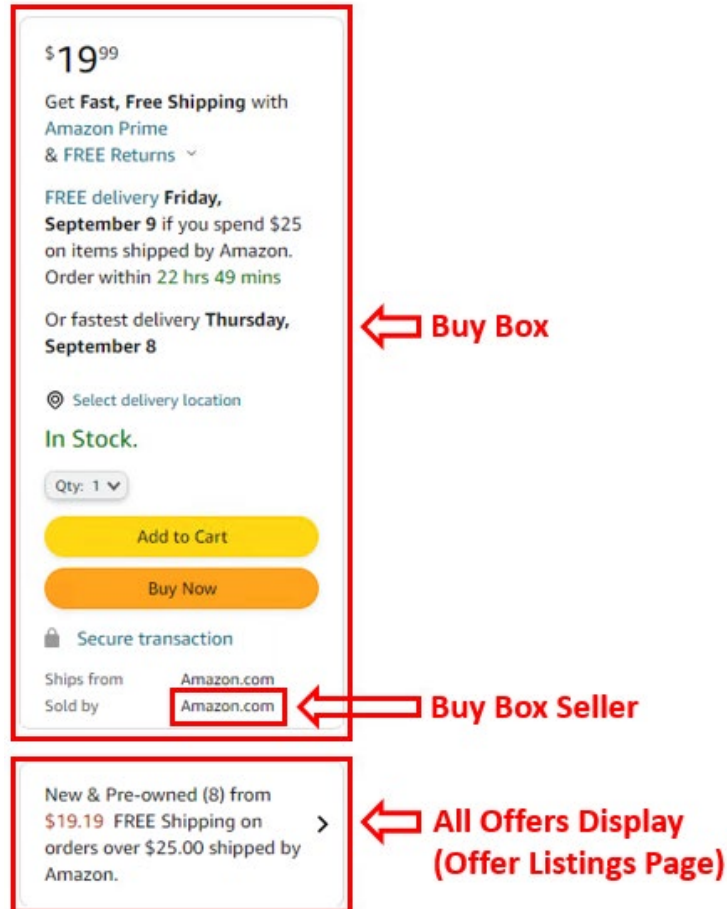 $19.99
Get Fast, Free Shipping with
Amazon Prime
& FREE Returns
FREE delivery Friday,
September 9 if you spend $25
on items shipped by Amazon.
Order within 22 hrs 49 mins
Or fastest delivery Thursday,
September 8
Buy Box
Select delivery location
In Stock.
Qty: 1
Add to Cart
Buy Now
Secure transaction
Ships from Amazon.com
Sold by Amazon.com
Buy Box Seller
New & Pre-owned (8) from
$19.19 FREE Shipping on
orders over $25.00 shipped by
Amazon.
All Offers Display
(Offer Listings Page)